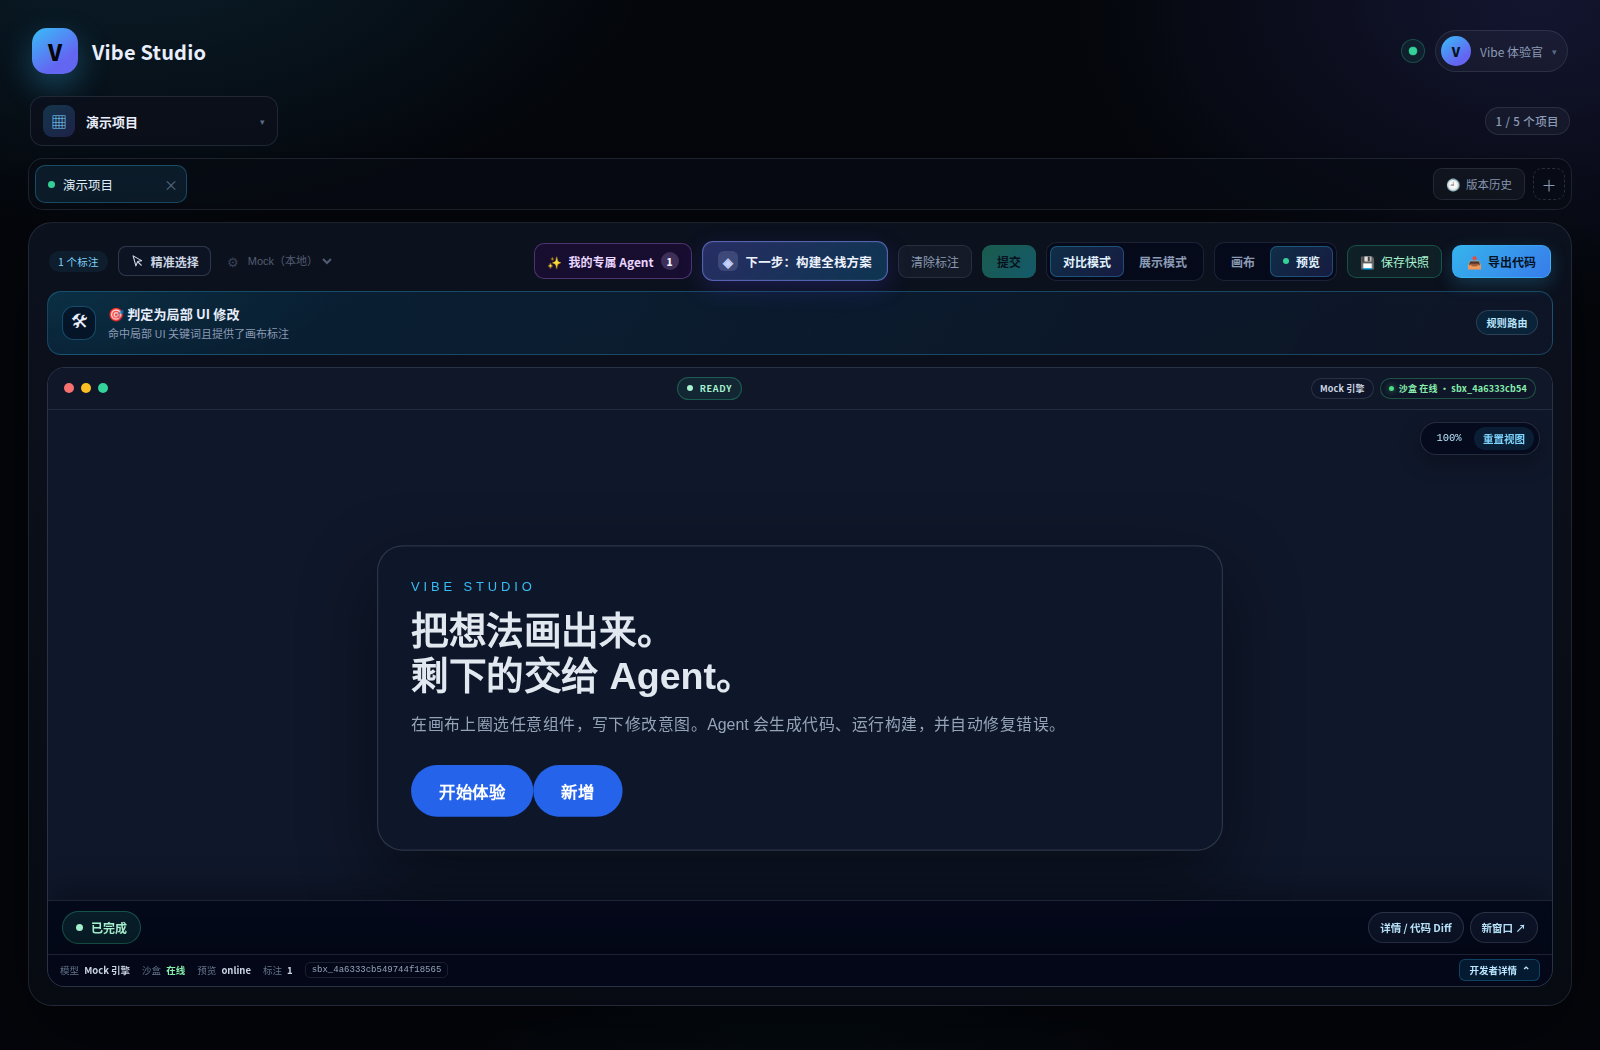 V
Vibe Studio
V
Vibe 体验官
演示项目
1 / 5 个项目
演示项目
版本历史
1 个标注
精准选择
Mock（本地）
我的专属 Agent
1
下一步：构建全栈方案
清除标注
提交
对比模式
展示模式
画布
预览
保存快照
导出代码
判定为局部 UI 修改
命中局部 UI 关键词且提供了画布标注
规则路由
READY
Mock 引擎
沙盒 在线 · sbx_4a6333cb54
100%
重置视图
VIBE STUDIO
把想法画出来。
剩下的交给 Agent。
在画布上圈选任意组件，写下修改意图。Agent 会生成代码、运行构建，并自动修复错误。
开始体验
新增
已完成
详情 / 代码 Diff
新窗口 ↗
模型 Mock 引擎 沙盒 在线 预览 online 标注 1 sbx_4a6333cb549744f18565
开发者详情